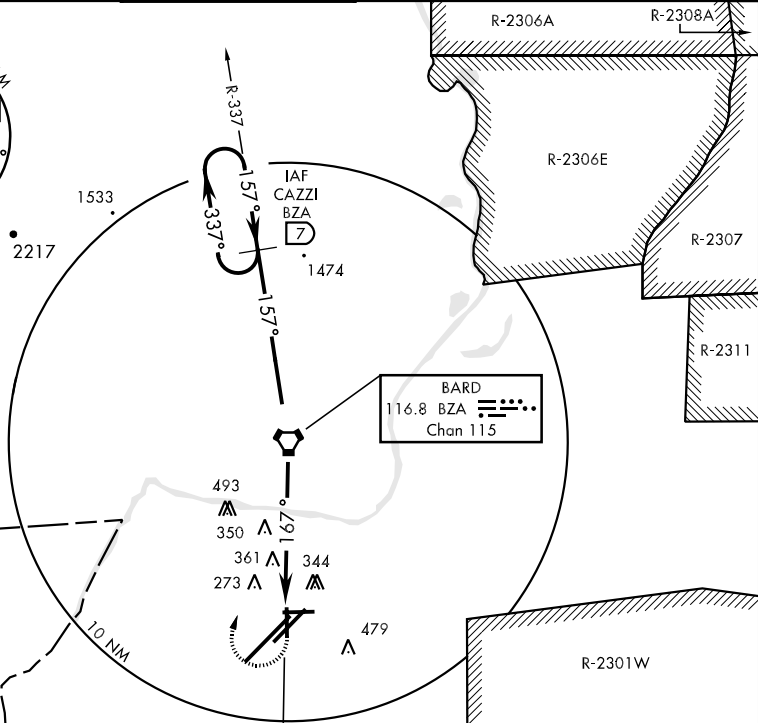 R-2306A
R-2308A
R-337
IAF
CAZZI
BZA
7
157°
337°
1533
2217
1474
157°
R-2306E
R-2307
R-2311
BARD
116.8 BZA
Chan 115
493
350
167°
361
344
273
479
10 NM
R-2301W